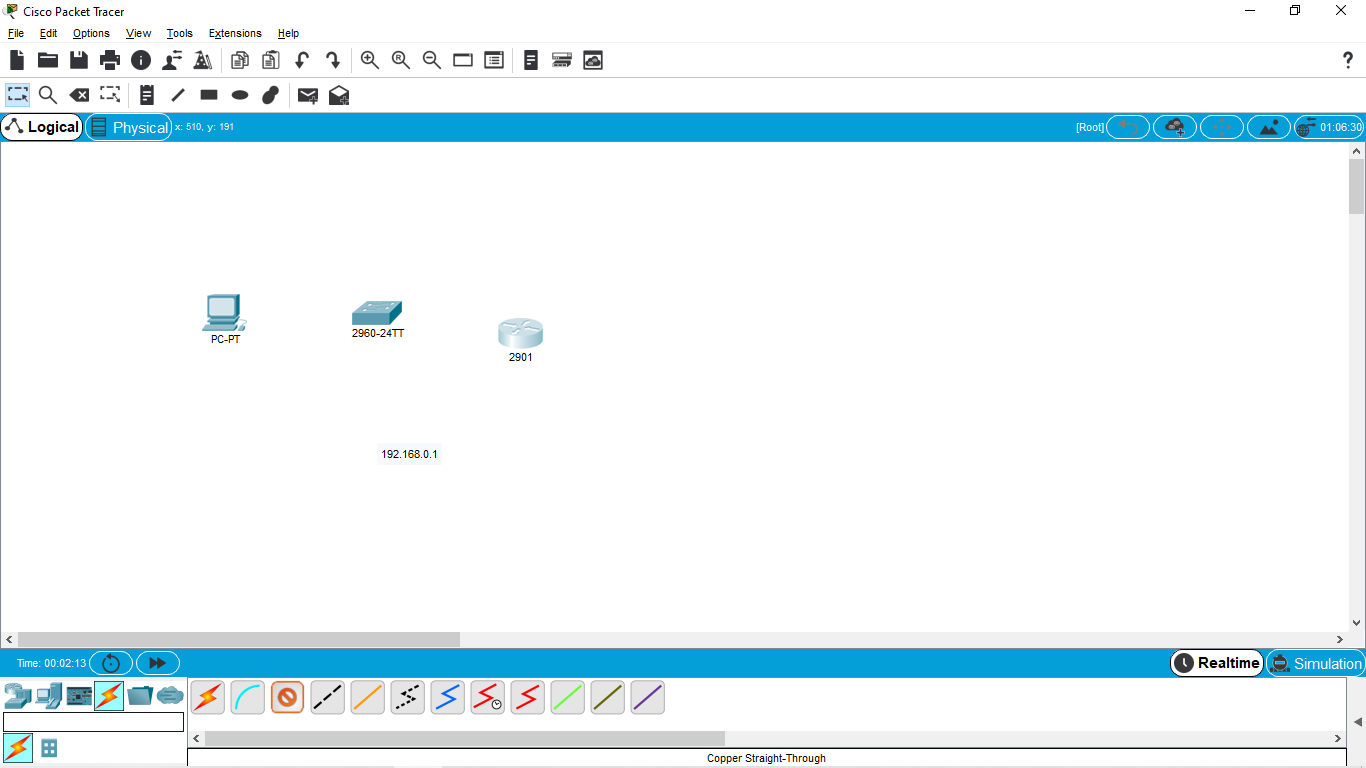 Cisco Packet Tracer
File Edit Options View Tools Extensions Help
R
?
Logical Physical x: 510, y: 191 [Root] 01:06:30
PC-PT
2960-24TT
2901
192.168.0.1
Time: 00:02:13 Realtime Simulation
Copper Straight-Through